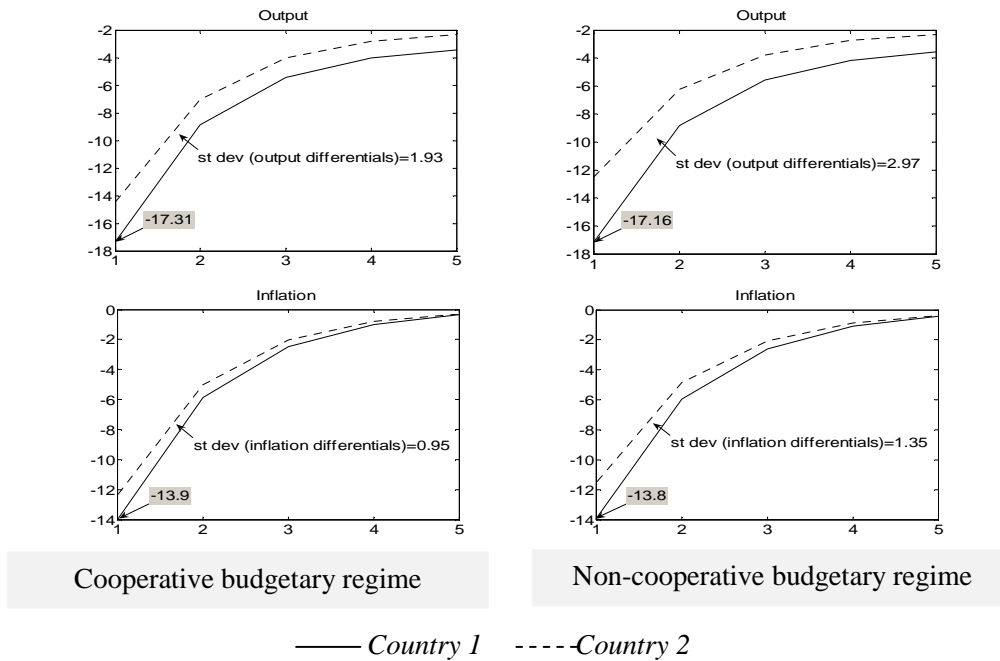 Output
-2
-4
-6
-8
-10
-12
-14
-16
-18
1 2 3 4 5
st dev (output differentials)=1.93
-17.31
Output
-2
-4
-6
-8
-10
-12
-14
-16
-18
1 2 3 4 5
st dev (output differentials)=2.97
-17.16
Inflation
0
-2
-4
-6
-8
-10
-12
-14
1 2 3 4 5
st dev (inflation differentials)=0.95
-13.9
Inflation
0
-2
-4
-6
-8
-10
-12
-14
1 2 3 4 5
st dev (inflation differentials)=1.35
-13.8
Cooperative budgetary regime
Non-cooperative budgetary regime
Country 1 Country 2